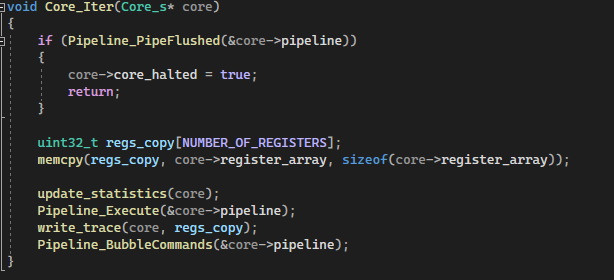 void Core_Iter(Core_s* core)
{
if (Pipeline_PipeFlushed(&core->pipeline))
{
core->core_halted = true;
return;
}
uint32_t regs_copy[NUMBER_OF_REGISTERS];
memcpy(regs_copy, core->register_array, sizeof(core->register_array));
update_statistics(core);
Pipeline_Execute(&core->pipeline);
write_trace(core, regs_copy);
Pipeline_BubbleCommands(&core->pipeline);
}